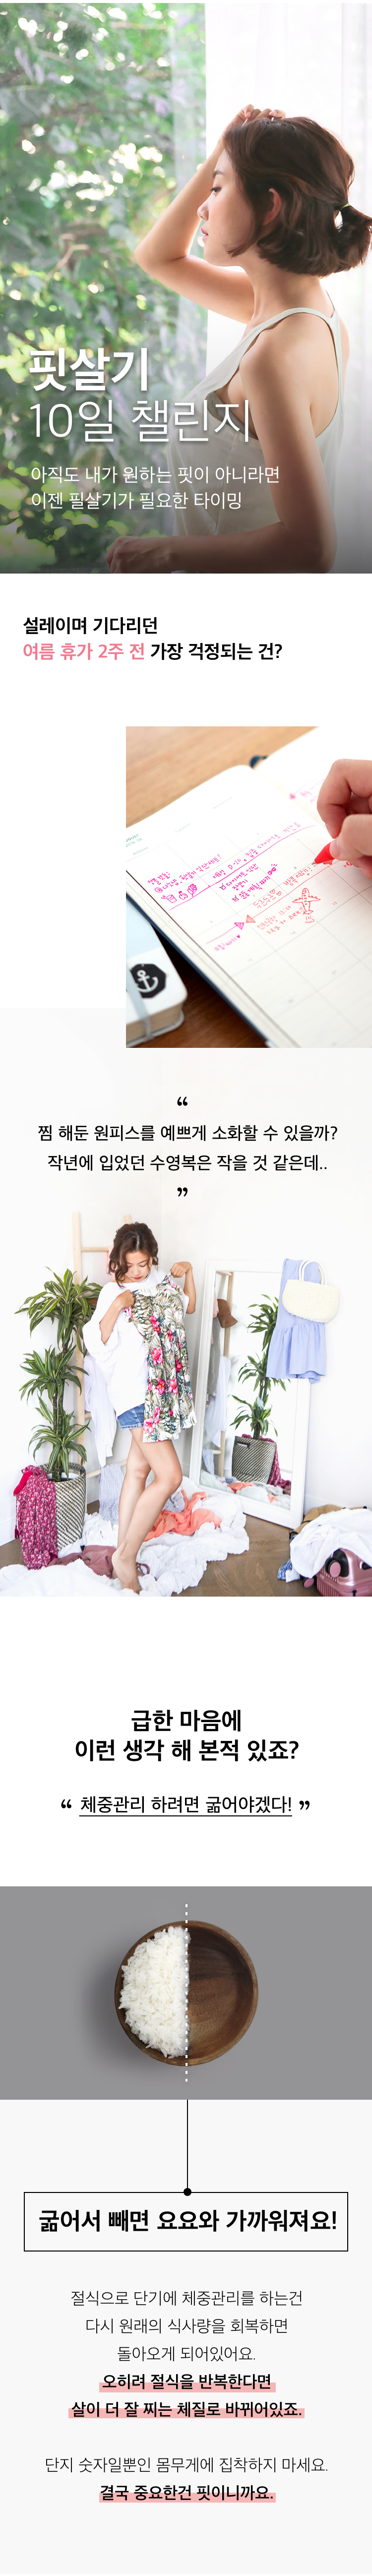 핏살기
10일 챌린지
아직도 내가 원하는 핏이 아니라면
이젠 필살기가 필요한 타이밍
설레이며 기다리던
여름 휴가 2주 전 가장 걱정되는 건?
“
찜 해둔 원피스를 예쁘게 소화할 수 있을까?
작년에 입었던 수영복은 작을 것 같은데..
”
급한 마음에
이런 생각 해 본적 있죠?
“ 체중관리 하려면 굶어야겠다! ”
굶어서 빼면 요요와 가까워져요!
절식으로 단기에 체중관리를 하는건
다시 원래의 식사량을 회복하면
돌아오게 되어있어요.
오히려 절식을 반복한다면
살이 더 잘 찌는 체질로 바뀌어있죠.
단지 숫자일뿐인 몸무게에 집착하지 마세요.
결국 중요한건 핏이니까요.